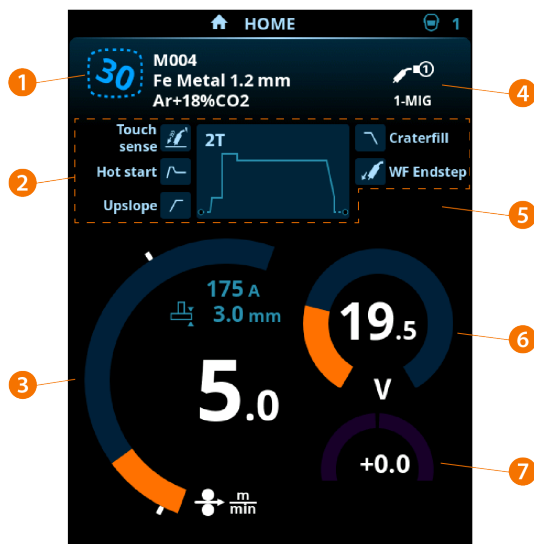 HOME
1
1
30
M004
Fe Metal 1.2 mm
Ar+18%CO2
1
1-MIG
4
2
Touch
sense
Hot start
Upslope
2T
Craterfill
WF Endstep
5
3
175 A
3.0 mm
5.0
m
min
19.5
V
6
+0.0
7